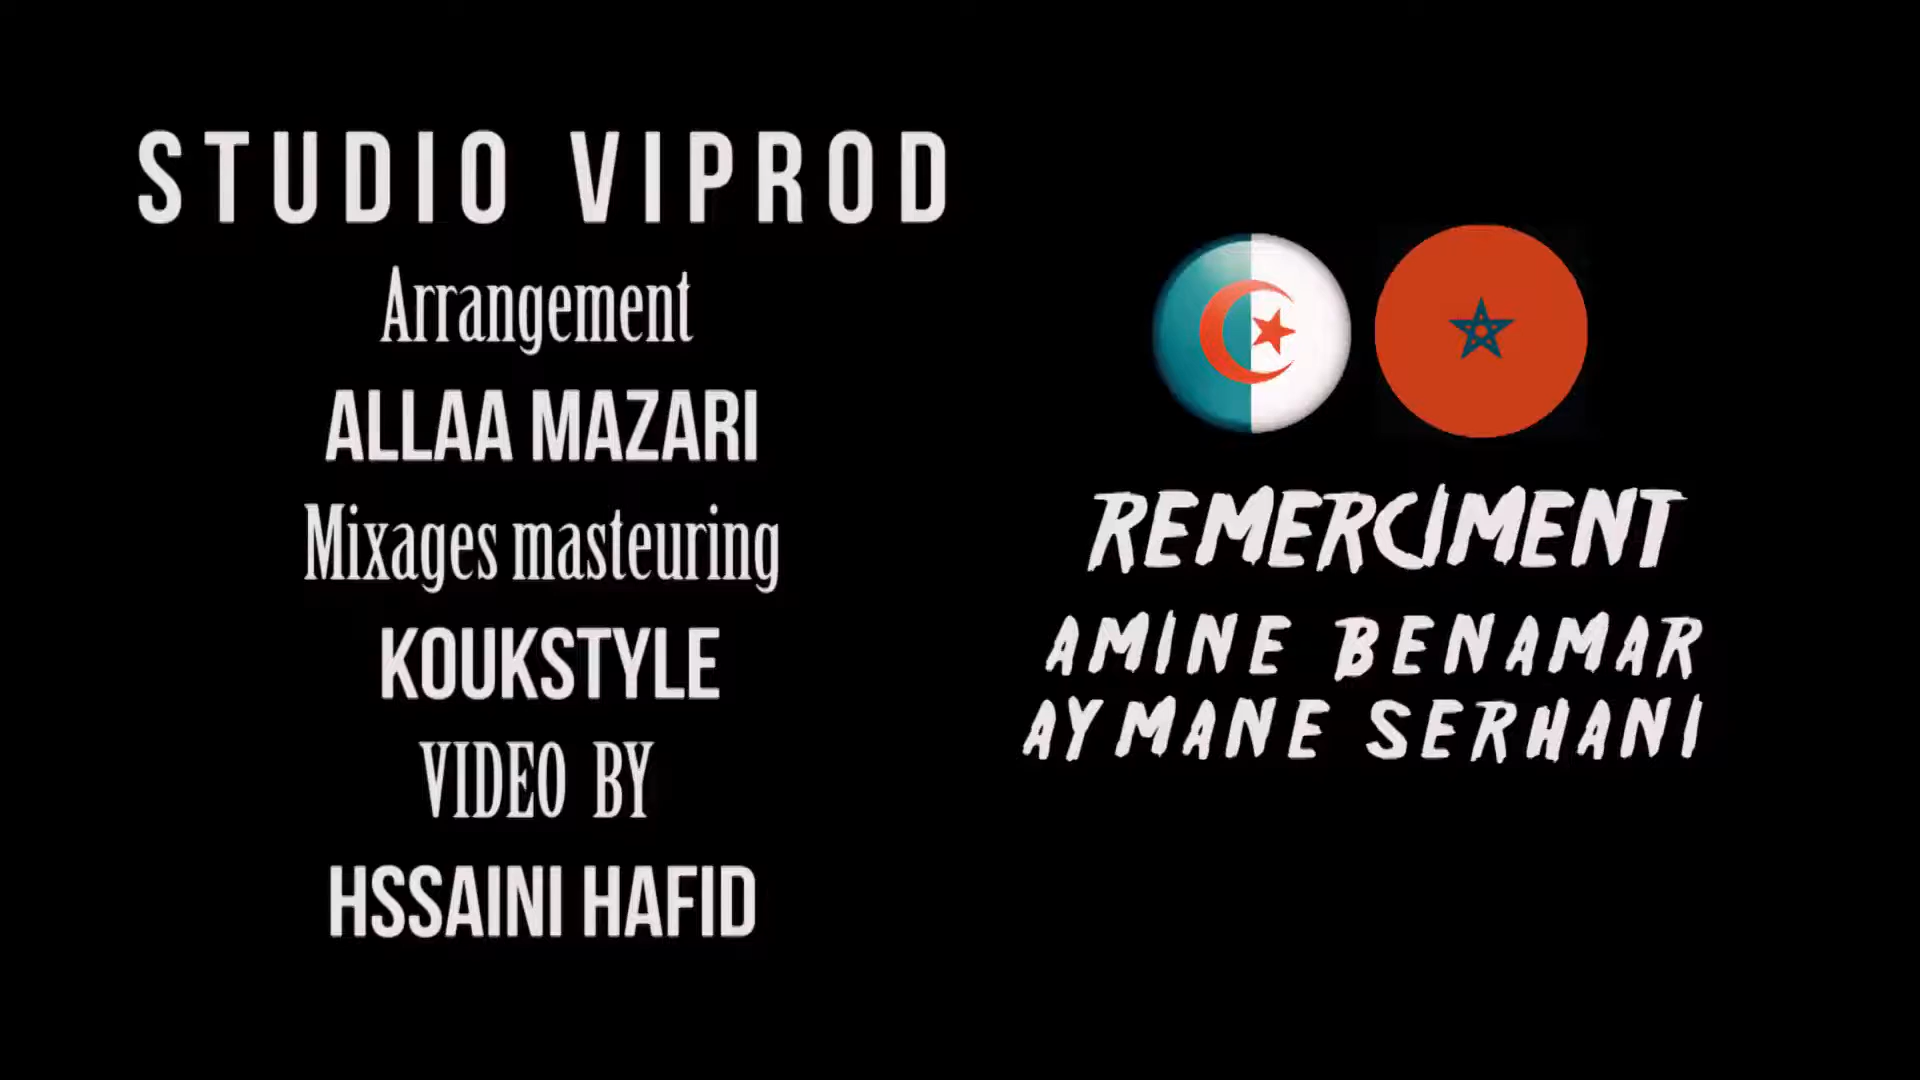 STUDIO VIPROD
Arrangement
ALLAA MAZARI
Mixages masteuring
KOUKSTYLE
VIDEO BY
HSSAINI HAFID
REMERCIMENT
AMINE BENAMAR
AYMANE SERHANI